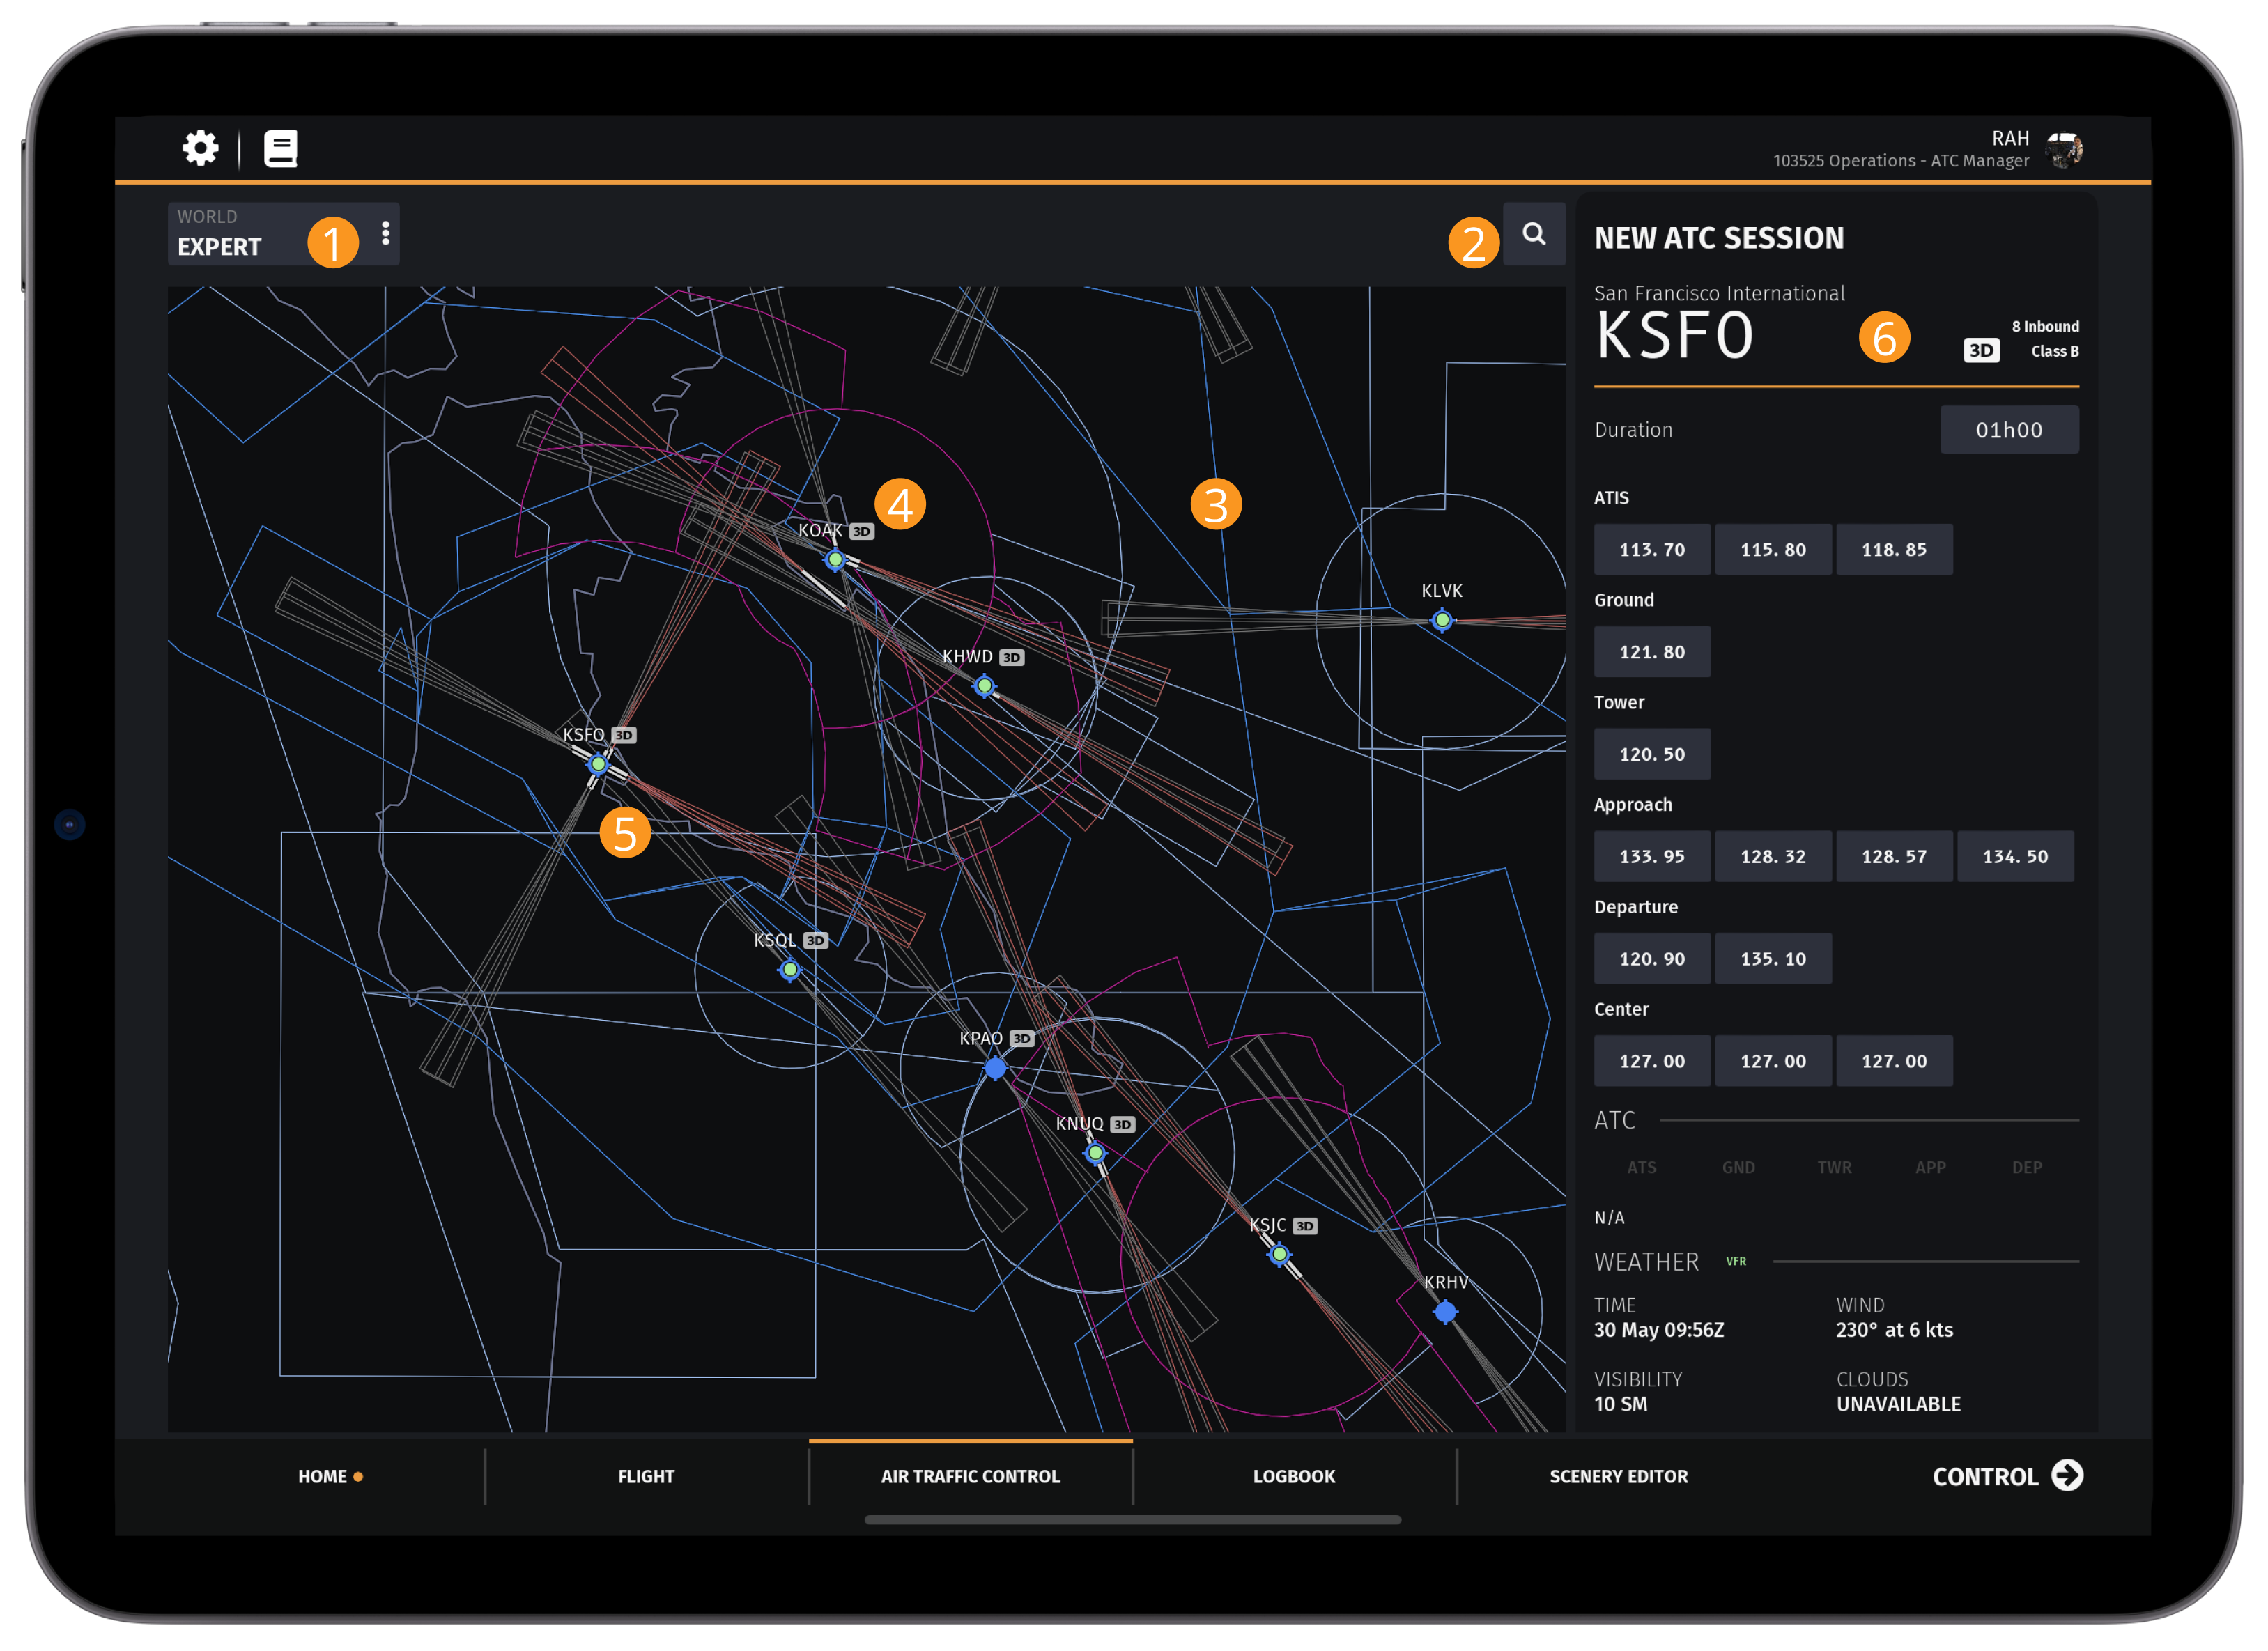 RAH
103525 Operations - ATC Manager
WORLD
EXPERT
1
2
3
4
KOAK 3D
KLVK
KHWD 3D
KSFO 3D
5
KSQL 3D
KPAO 3D
KNUQ 3D
KSJC 3D
KRHV
NEW ATC SESSION
San Francisco International
KSFO
6
3D
8 Inbound
Class B
Duration
01h00
ATIS
113.70 115.80 118.85
Ground
121.80
Tower
120.50
Approach
133.95 128.32 128.57 134.50
Departure
120.90 135.10
Center
127.00 127.00 127.00
ATC
ATS GND TWR APP DEP
N/A
WEATHER VFR
TIME WIND
30 May 09:56Z 230° at 6 kts
VISIBILITY CLOUDS
10 SM UNAVAILABLE
HOME FLIGHT AIR TRAFFIC CONTROL LOGBOOK SCENERY EDITOR CONTROL